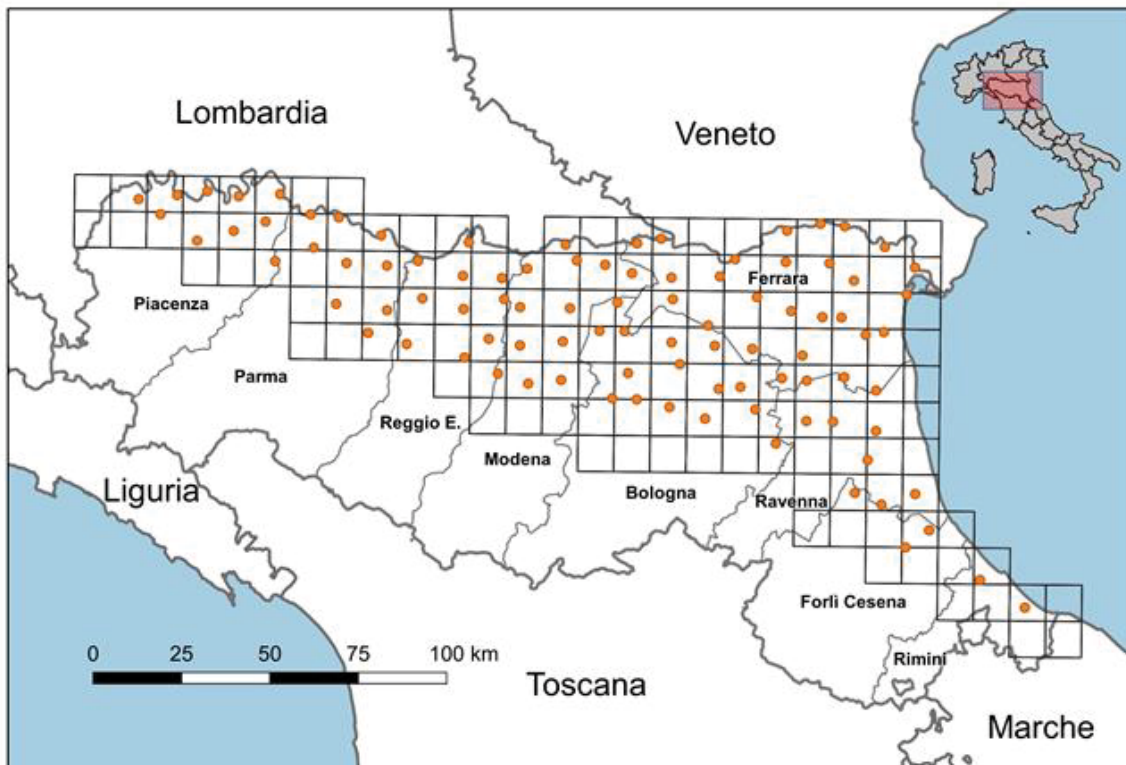 Lombardia
Veneto
Ferrara
Piacenza
Parma
Reggio E.
Modena
Liguria
Bologna
Ravenna
Forlì Cesena
0 25 50 75 100 km
Rimini
Toscana
Marche